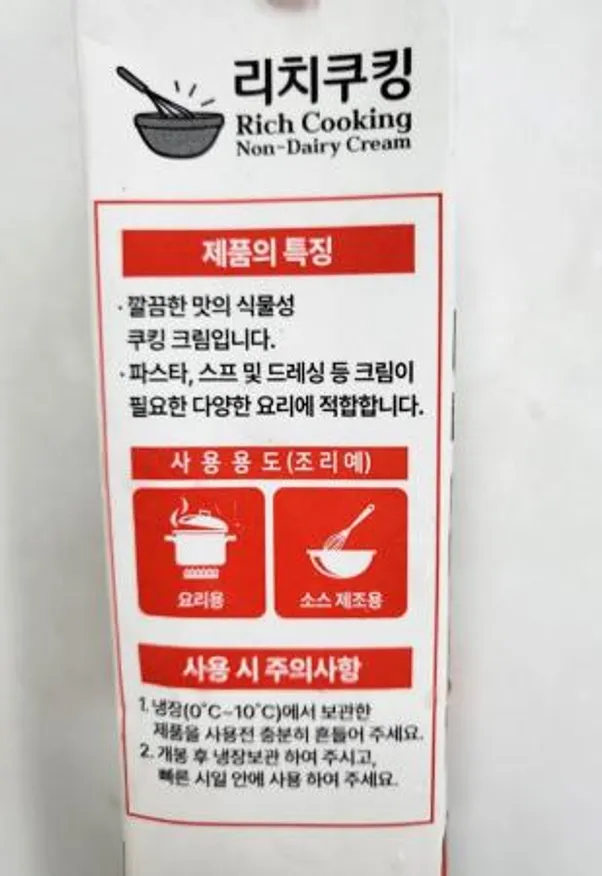 리치쿠킹
Rich Cooking
Non-Dairy Cream
제품의 특징
· 깔끔한 맛의 식물성
쿠킹 크림입니다.
· 파스타, 스프 및 드레싱 등 크림이
필요한 다양한 요리에 적합합니다.
사 용 용 도 (조 리 예)
요리용
소스 제조용
사용 시 주의사항
1. 냉장(0°C~10°C)에서 보관한
제품을 사용전 충분히 흔들어 주세요.
2. 개봉 후 냉장보관 하여 주시고,
빠른 시일 안에 사용 하여 주세요.